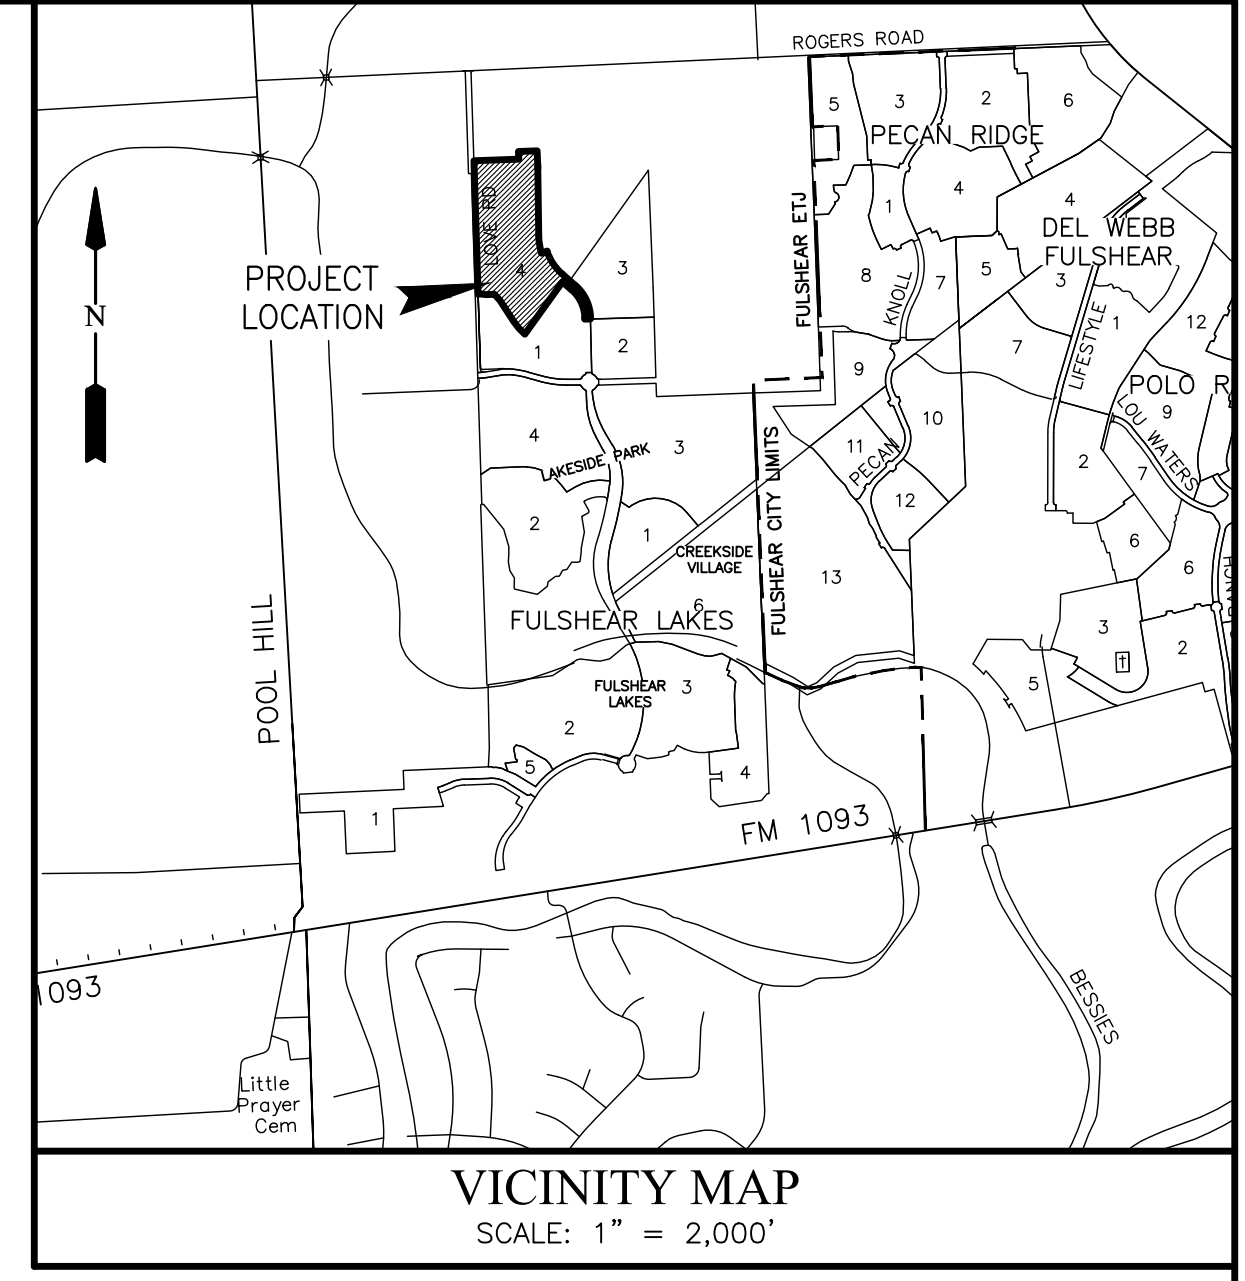 ROGERS ROAD
5
3
2
6
PECAN RIDGE
4
1
LOVE RD
4
3
PROJECT
LOCATION
N
1
2
FULSHEAR ETJ
8
KNOLL
7
5
4
DEL WEBB
FULSHEAR
3
1
12
7
LIFESTYLE
9
10
11
PECAN
12
POLO R
9
LOU WATERS
2
7
6
6
4
LAKESIDE PARK
3
2
1
CREEKSIDE
VILLAGE
6
FULSHEAR LAKES
FULSHEAR CITY LIMITS
13
3
2
5
RANCH
POOL HILL
FULSHEAR
LAKES
3
2
5
4
1
FM 1093
1093
BESSIES
Little
Prayer
Cem
VICINITY MAP
SCALE: 1" = 2,000'